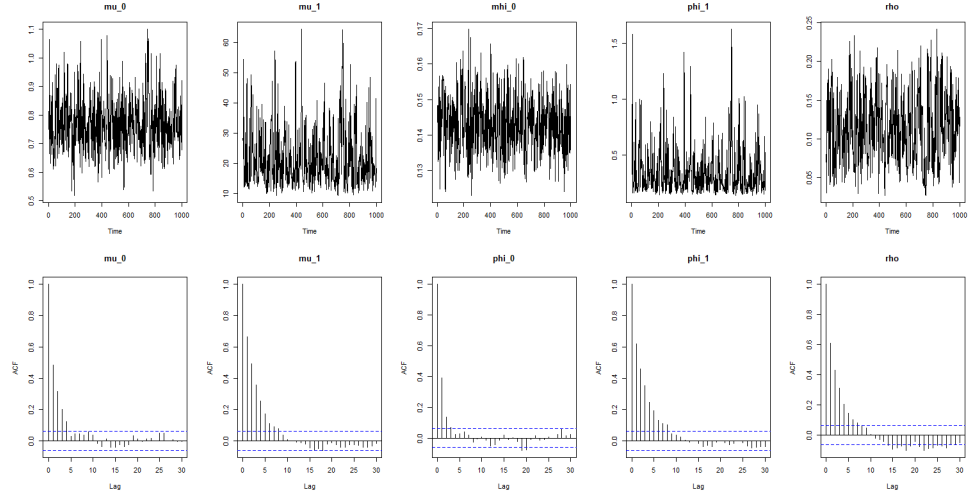 mu_0 mu_1 mhi_0 phi_1 rho
0.5 0.6 0.7 0.8 0.9 1.0 1.1
10 20 30 40 50 60
0.13 0.14 0.15 0.16 0.17
0.5 1.0 1.5
0.05 0.10 0.15 0.20 0.25
0 200 400 600 800 1000 0 200 400 600 800 1000 0 200 400 600 800 1000 0 200 400 600 800 1000 0 200 400 600 800 1000
Time Time Time Time Time
mu_0 mu_1 phi_0 phi_1 rho
ACF ACF ACF ACF ACF
0.0 0.2 0.4 0.6 0.8 1.0
0.0 0.2 0.4 0.6 0.8 1.0
0.0 0.2 0.4 0.6 0.8 1.0
0.0 0.2 0.4 0.6 0.8 1.0
0.0 0.2 0.4 0.6 0.8 1.0
0 5 10 15 20 25 30 0 5 10 15 20 25 30 0 5 10 15 20 25 30 0 5 10 15 20 25 30 0 5 10 15 20 25 30
Lag Lag Lag Lag Lag